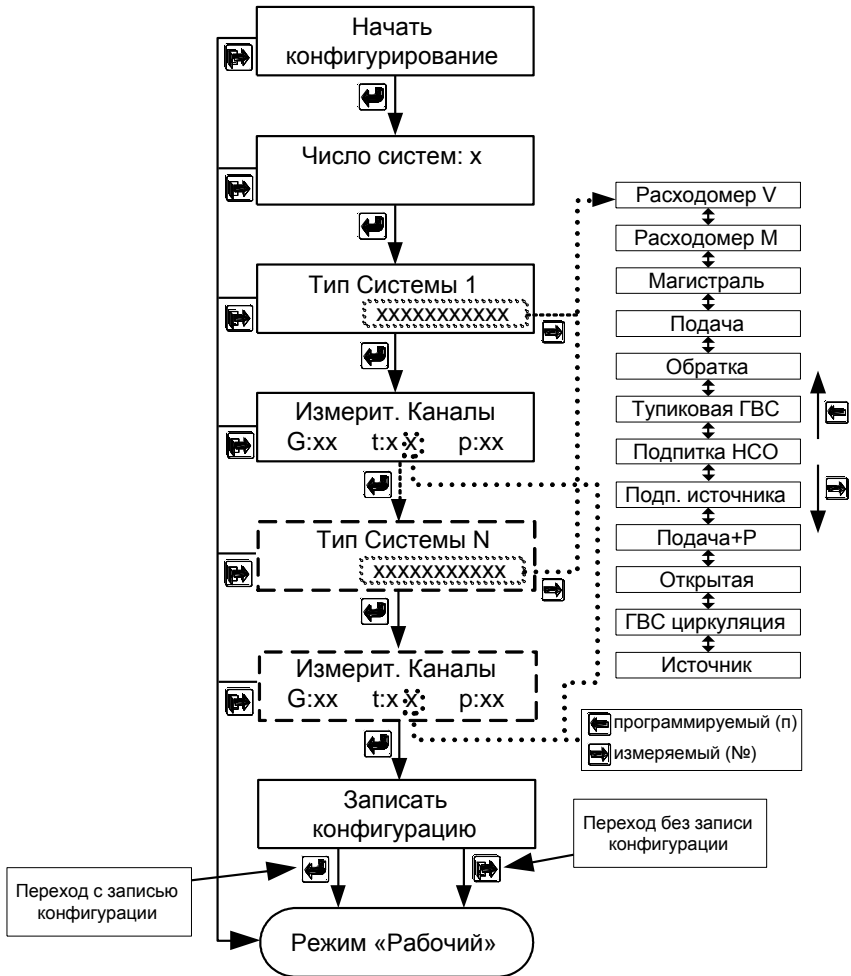 Начать
конфигурирование
Число систем: x
Тип Системы 1
xxxxxxxxxxx
Измерит. Каналы
G:xx t:x x p:xx
Тип Системы N
xxxxxxxxxxx
Измерит. Каналы
G:xx t:x x p:xx
Записать
конфигурацию
Переход с записью
конфигурации
Переход без записи
конфигурации
Режим «Рабочий»
Расходомер V
Расходомер M
Магистраль
Подача
Обратка
Тупиковая ГВС
Подпитка НСО
Подп. источника
Подача+Р
Открытая
ГВС циркуляция
Источник
программируемый (п)
измеряемый (№)